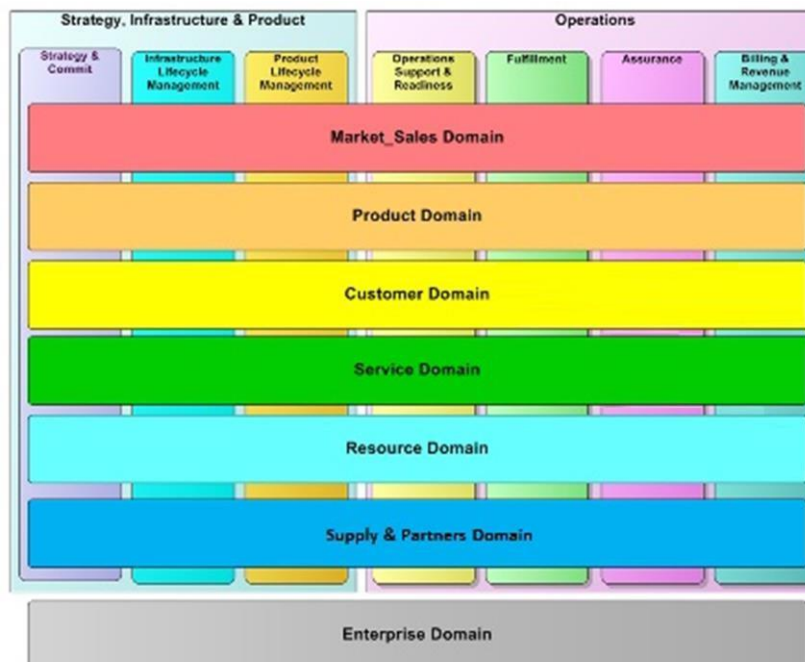 Strategy, Infrastructure & Product
Operations
Strategy &
Commit
Infrastructure
Lifecycle
Management
Product
Lifecycle
Management
Operations
Support &
Readiness
Fulfillment
Assurance
Billing &
Revenue
Management
Market_Sales Domain
Product Domain
Customer Domain
Service Domain
Resource Domain
Supply & Partners Domain
Enterprise Domain